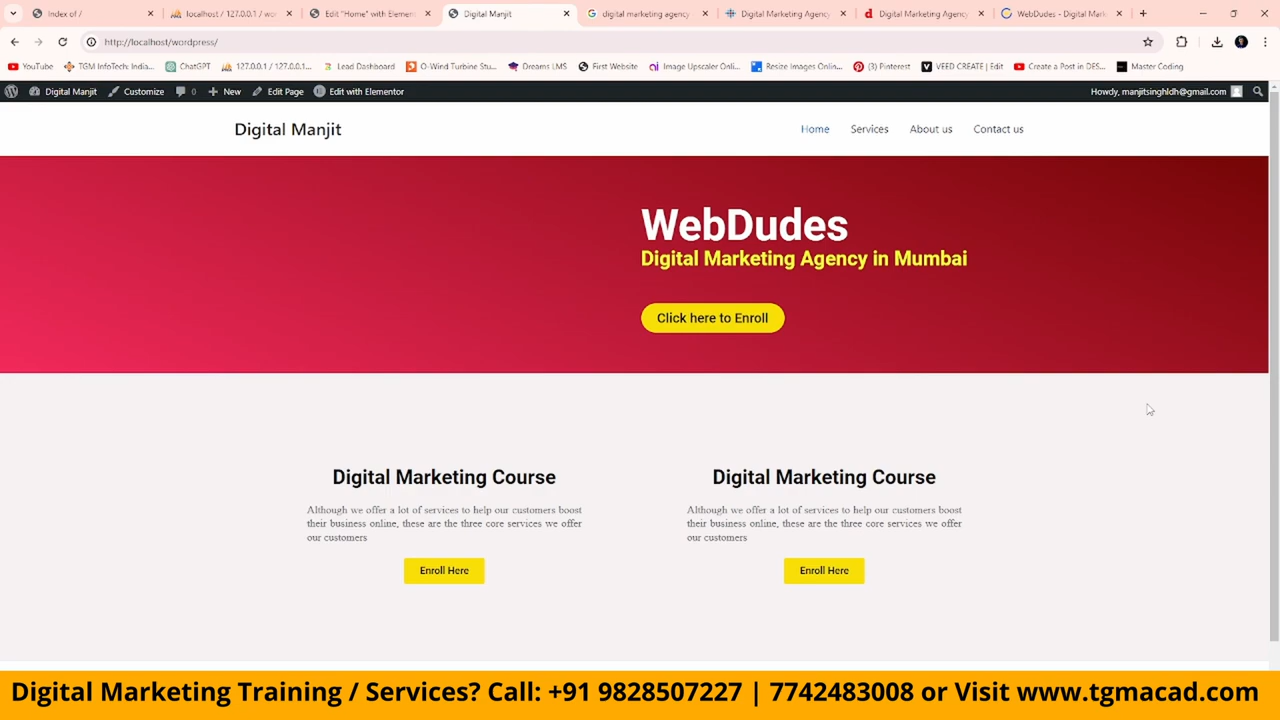 Index of /
localhost / 127.0.0.1 / wor
Edit "Home" with Elemen
Digital Manjit
digital marketing agency
Digital Marketing Agency
Digital Marketing Agency
WebDudes - Digital Mark
http://localhost/wordpress/
YouTube
TGM InfoTech: India...
ChatGPT
127.0.0.1 / 127.0.0.1...
Lead Dashboard
O-Wind Turbine Stu...
Dreams LMS
First Website
Image Upscaler Onli...
Resize Images Online...
(3) Pinterest
VEED CREATE | Edit
Create a Post in DES...
Master Coding
Digital Manjit
Customize
0
New
Edit Page
Edit with Elementor
Howdy, manjitsinghldh@gmail.com
Digital Manjit
Home
Services
About us
Contact us
WebDudes
Digital Marketing Agency in Mumbai
Click here to Enroll
Digital Marketing Course
Although we offer a lot of services to help our customers boost
their business online, these are the three core services we offer
our customers
Enroll Here
Digital Marketing Course
Although we offer a lot of services to help our customers boost
their business online, these are the three core services we offer
our customers
Enroll Here
Digital Marketing Training / Services? Call: +91 9828507227 | 7742483008 or Visit www.tgmacad.com